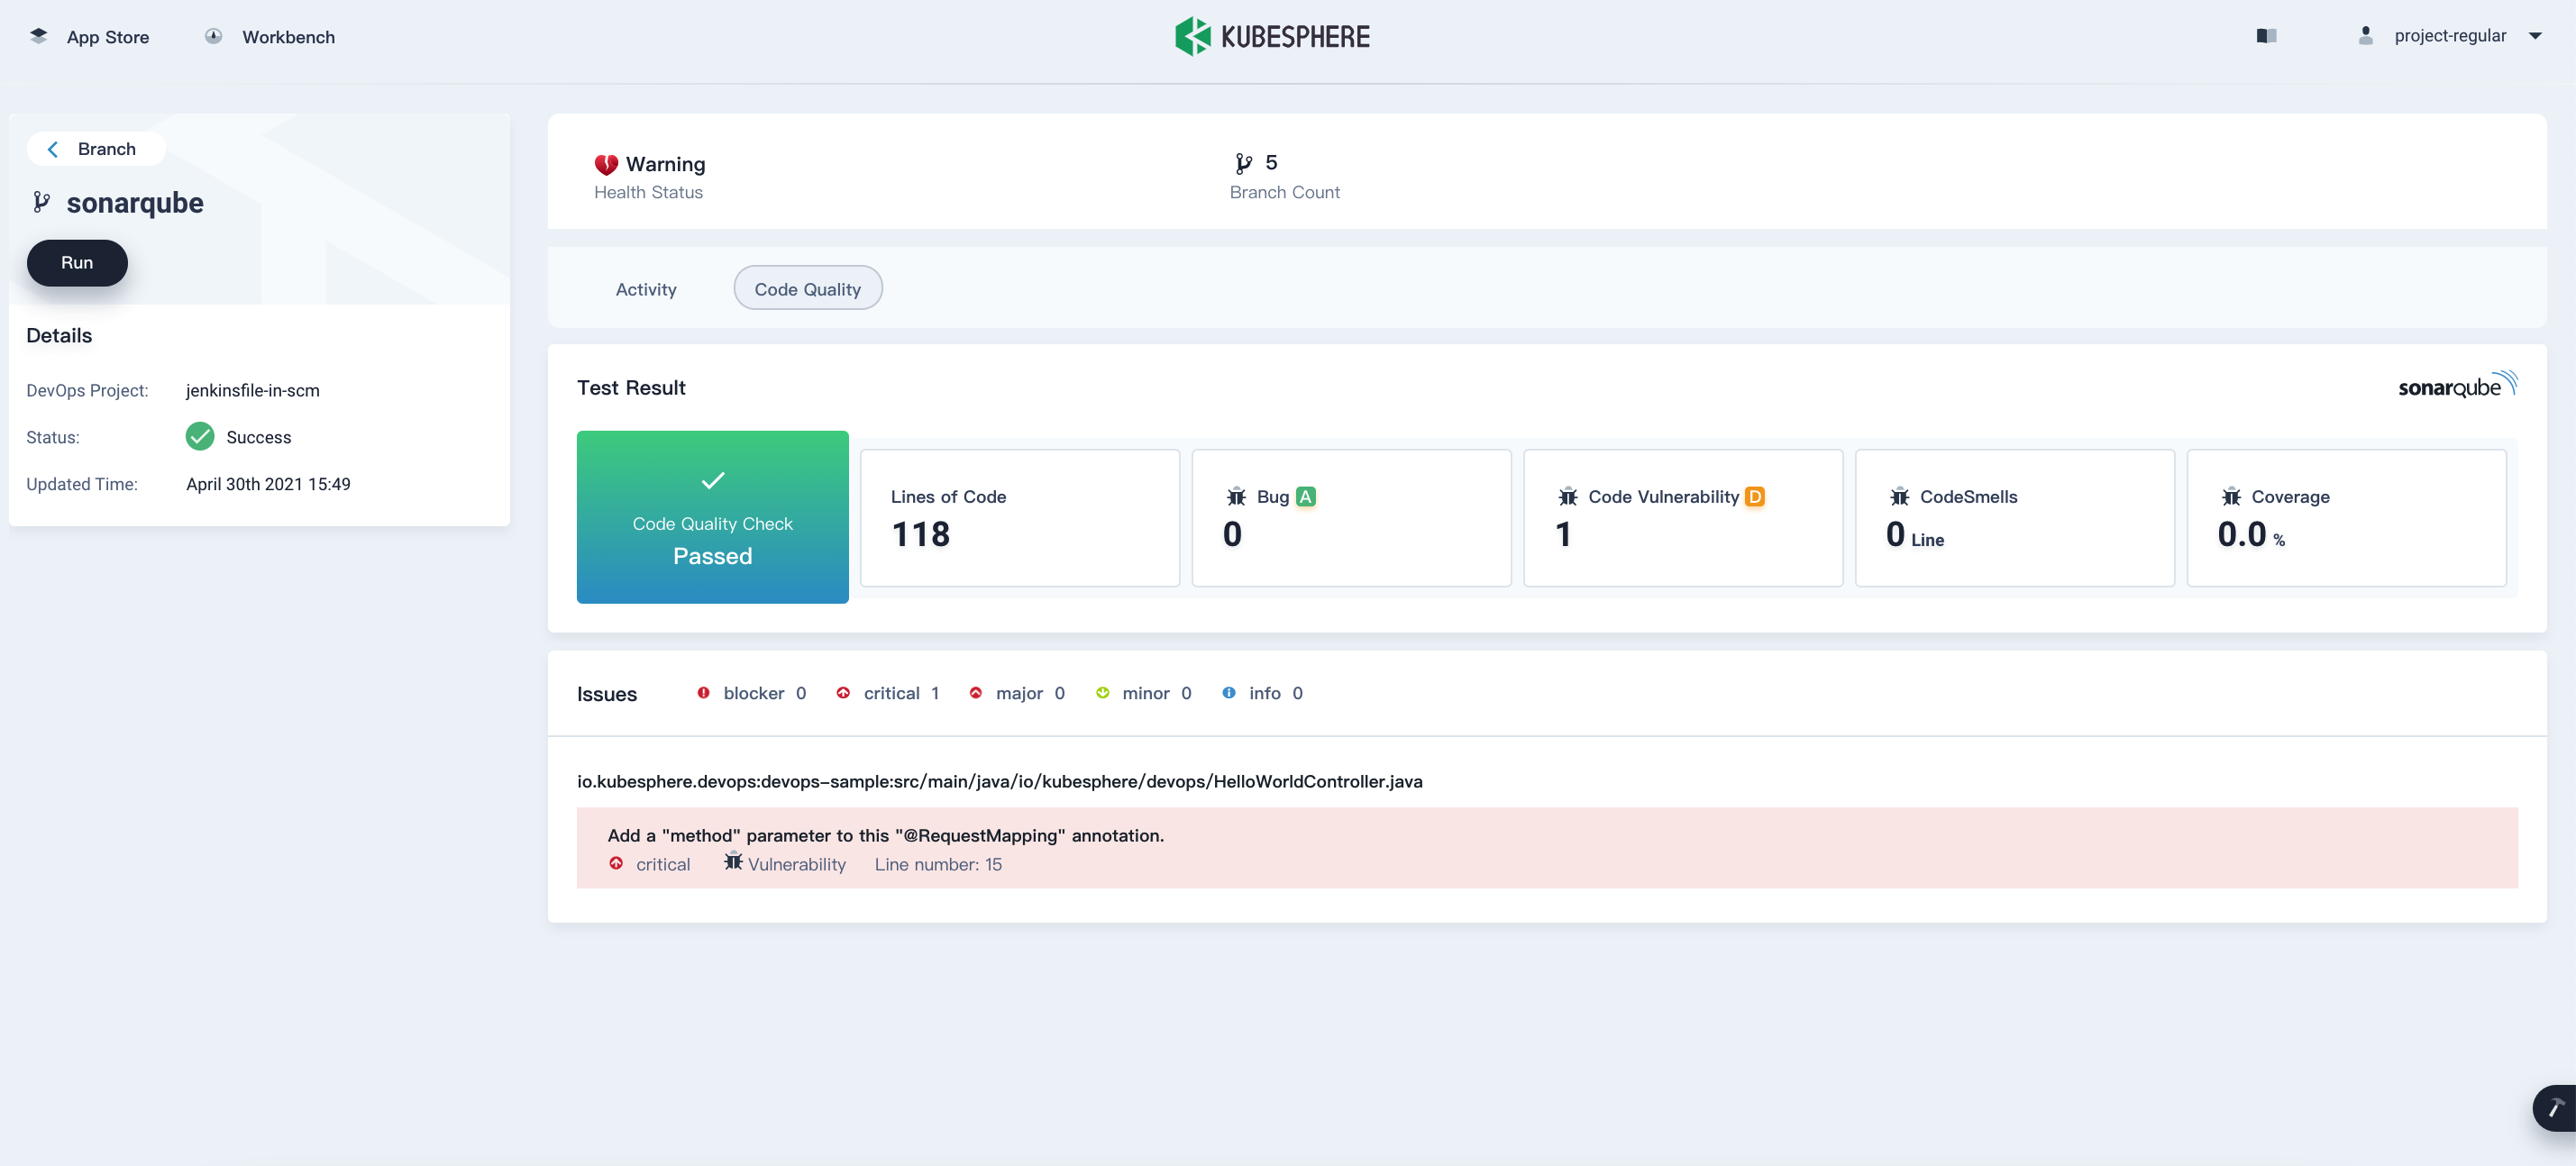 App Store
Workbench
KUBESPHERE
project-regular
Branch
sonarqube
Run
Details
DevOps Project: jenkinsfile-in-scm
Status: Success
Updated Time: April 30th 2021 15:49
Warning
Health Status
5
Branch Count
Activity
Code Quality
Test Result
sonarqube
Code Quality Check
Passed
Lines of Code
118
Bug A
0
Code Vulnerability D
1
CodeSmells
0 Line
Coverage
0.0 %
Issues
blocker 0
critical 1
major 0
minor 0
info 0
io.kubesphere.devops:devops-sample:src/main/java/io/kubesphere/devops/HelloWorldController.java
Add a "method" parameter to this "@RequestMapping" annotation.
critical Vulnerability Line number: 15